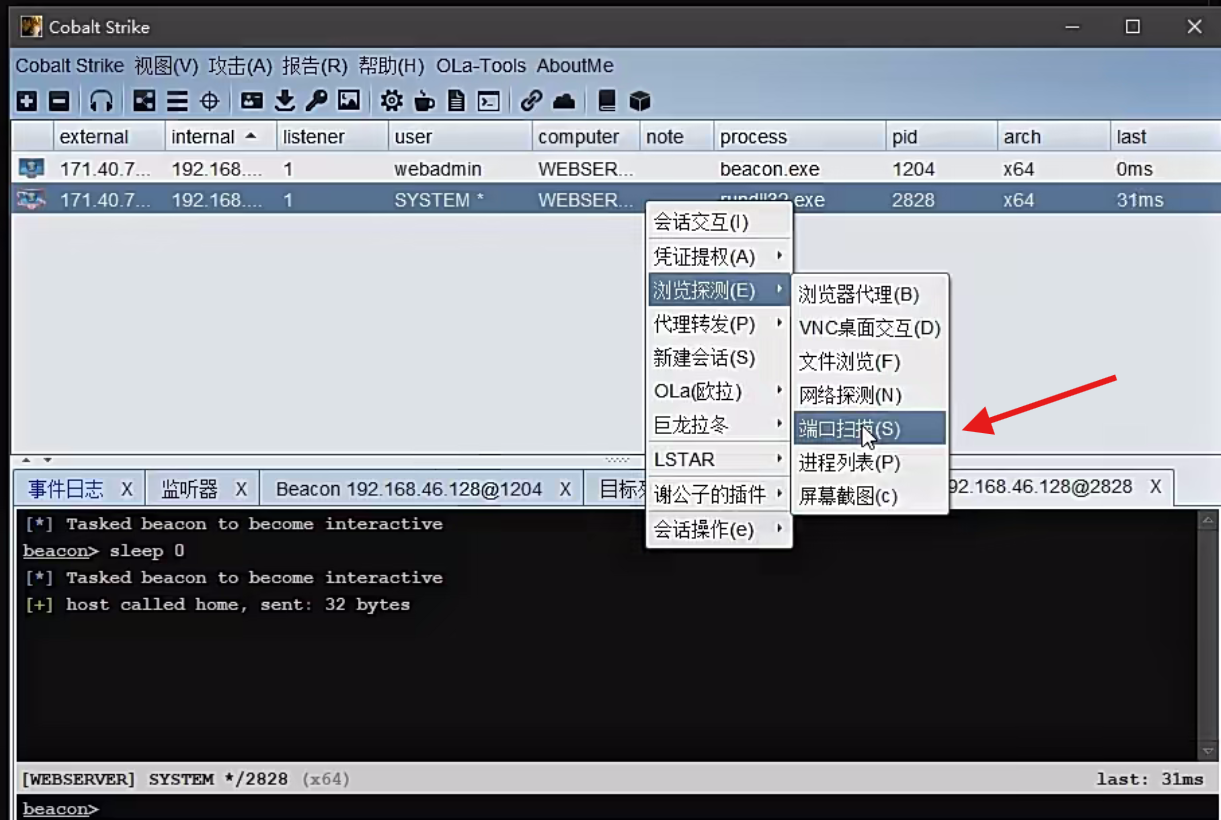 Cobalt Strike
Cobalt Strike 视图(V) 攻击(A) 报告(R) 帮助(H) OLa-Tools AboutMe
external internal listener user computer note process pid arch last
171.40.7... 192.168.... 1 webadmin WEBSER... beacon.exe 1204 x64 0ms
171.40.7... 192.168.... 1 SYSTEM * WEBSER... rundll32.exe 2828 x64 31ms
会话交互(I)
凭证提权(A)
浏览探测(E)
代理转发(P)
新建会话(S)
OLa(欧拉)
巨龙拉冬
LSTAR
谢公子的插件
会话操作(e)
浏览器代理(B)
VNC桌面交互(D)
文件浏览(F)
网络探测(N)
端口扫描(S)
进程列表(P)
屏幕截图(c)
事件日志 X 监听器 X Beacon 192.168.46.128@1204 X 目标 92.168.46.128@2828 X
[*] Tasked beacon to become interactive
beacon> sleep 0
[*] Tasked beacon to become interactive
[+] host called home, sent: 32 bytes
[WEBSERVER] SYSTEM */2828 (x64) last: 31ms
beacon>